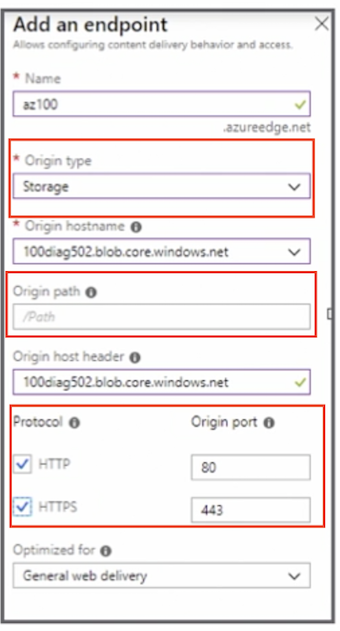 Add an endpoint
Allows configuring content delivery behavior and access.
* Name
az100
.azureedge.net
* Origin type
Storage
* Origin hostname
100diag502.blob.core.windows.net
Origin path
/Path
Origin host header
100diag502.blob.core.windows.net
Protocol Origin port
HTTP 80
HTTPS 443
Optimized for
General web delivery